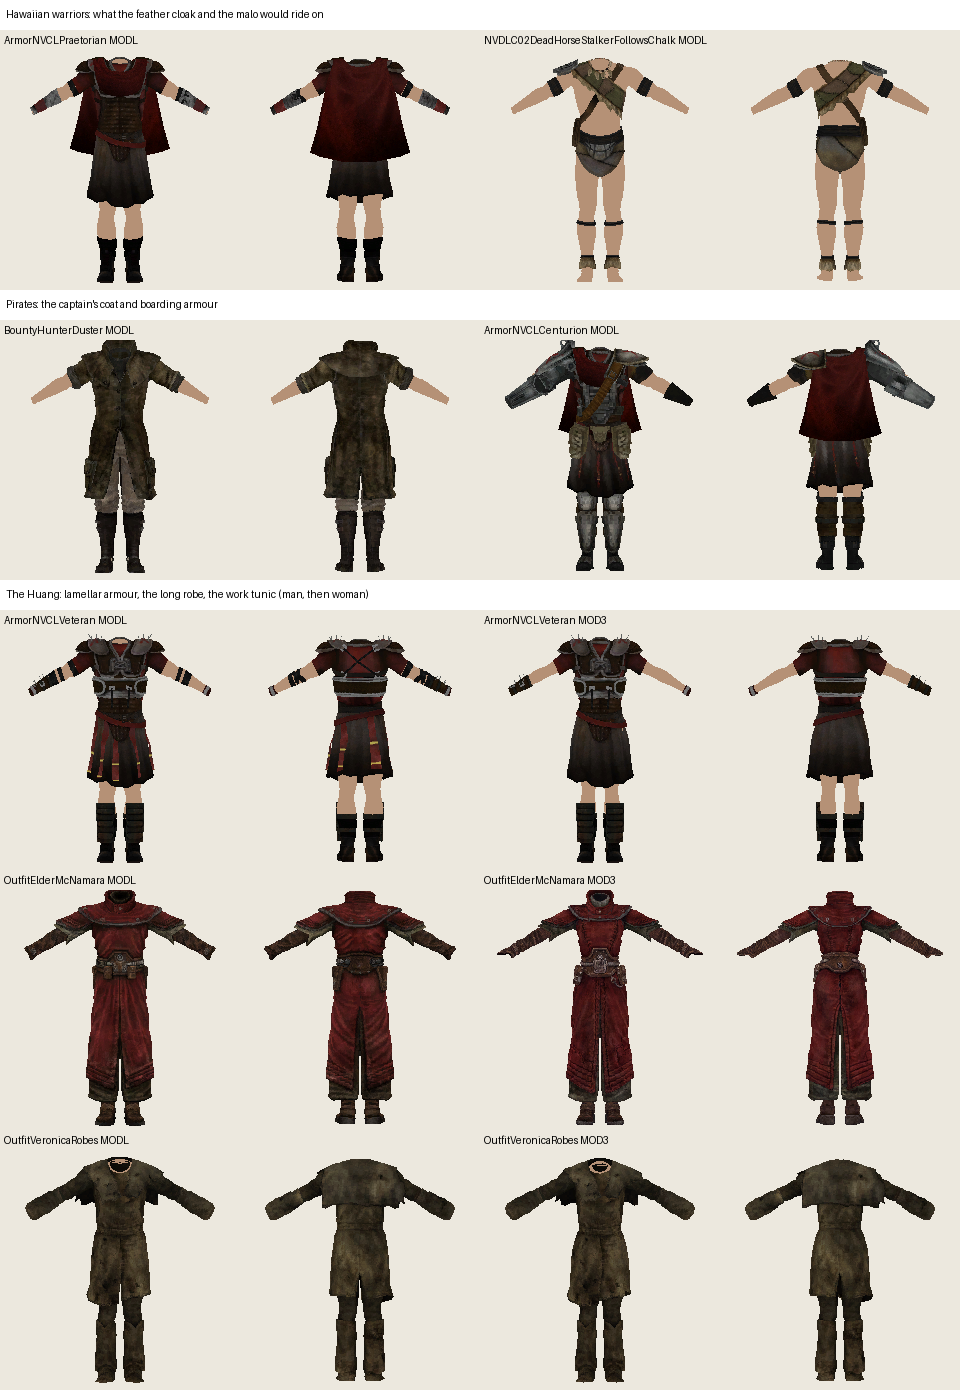 Hawaiian warriors: what the feather cloak and the malo would ride on
ArmorNVCLPraetorian MODL
NVDLC02DeadHorseStalkerFollowsChalk MODL
Pirates: the captain's coat and boarding armour
BountyHunterDuster MODL
ArmorNVCLCenturion MODL
The Huang: lamellar armour, the long robe, the work tunic (man, then woman)
ArmorNVCLVeteran MODL
ArmorNVCLVeteran MOD3
OutfitElderMcNamara MODL
OutfitElderMcNamara MOD3
OutfitVeronicaRobes MODL
OutfitVeronicaRobes MOD3